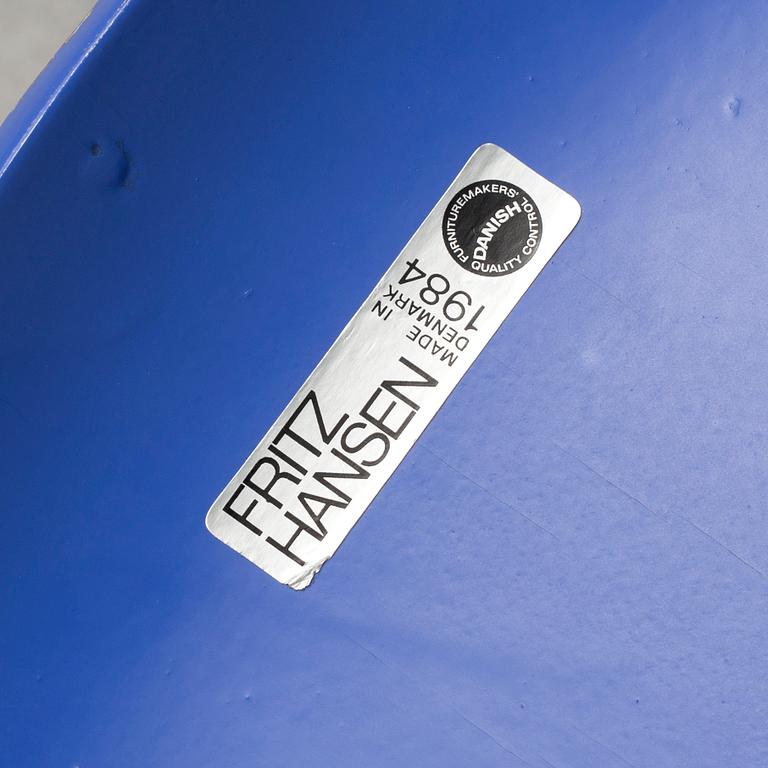 FRITZ
HANSEN
MADE IN
DENMARK
1984
FURNITUREMAKERS'
DANISH
QUALITY CONTROL